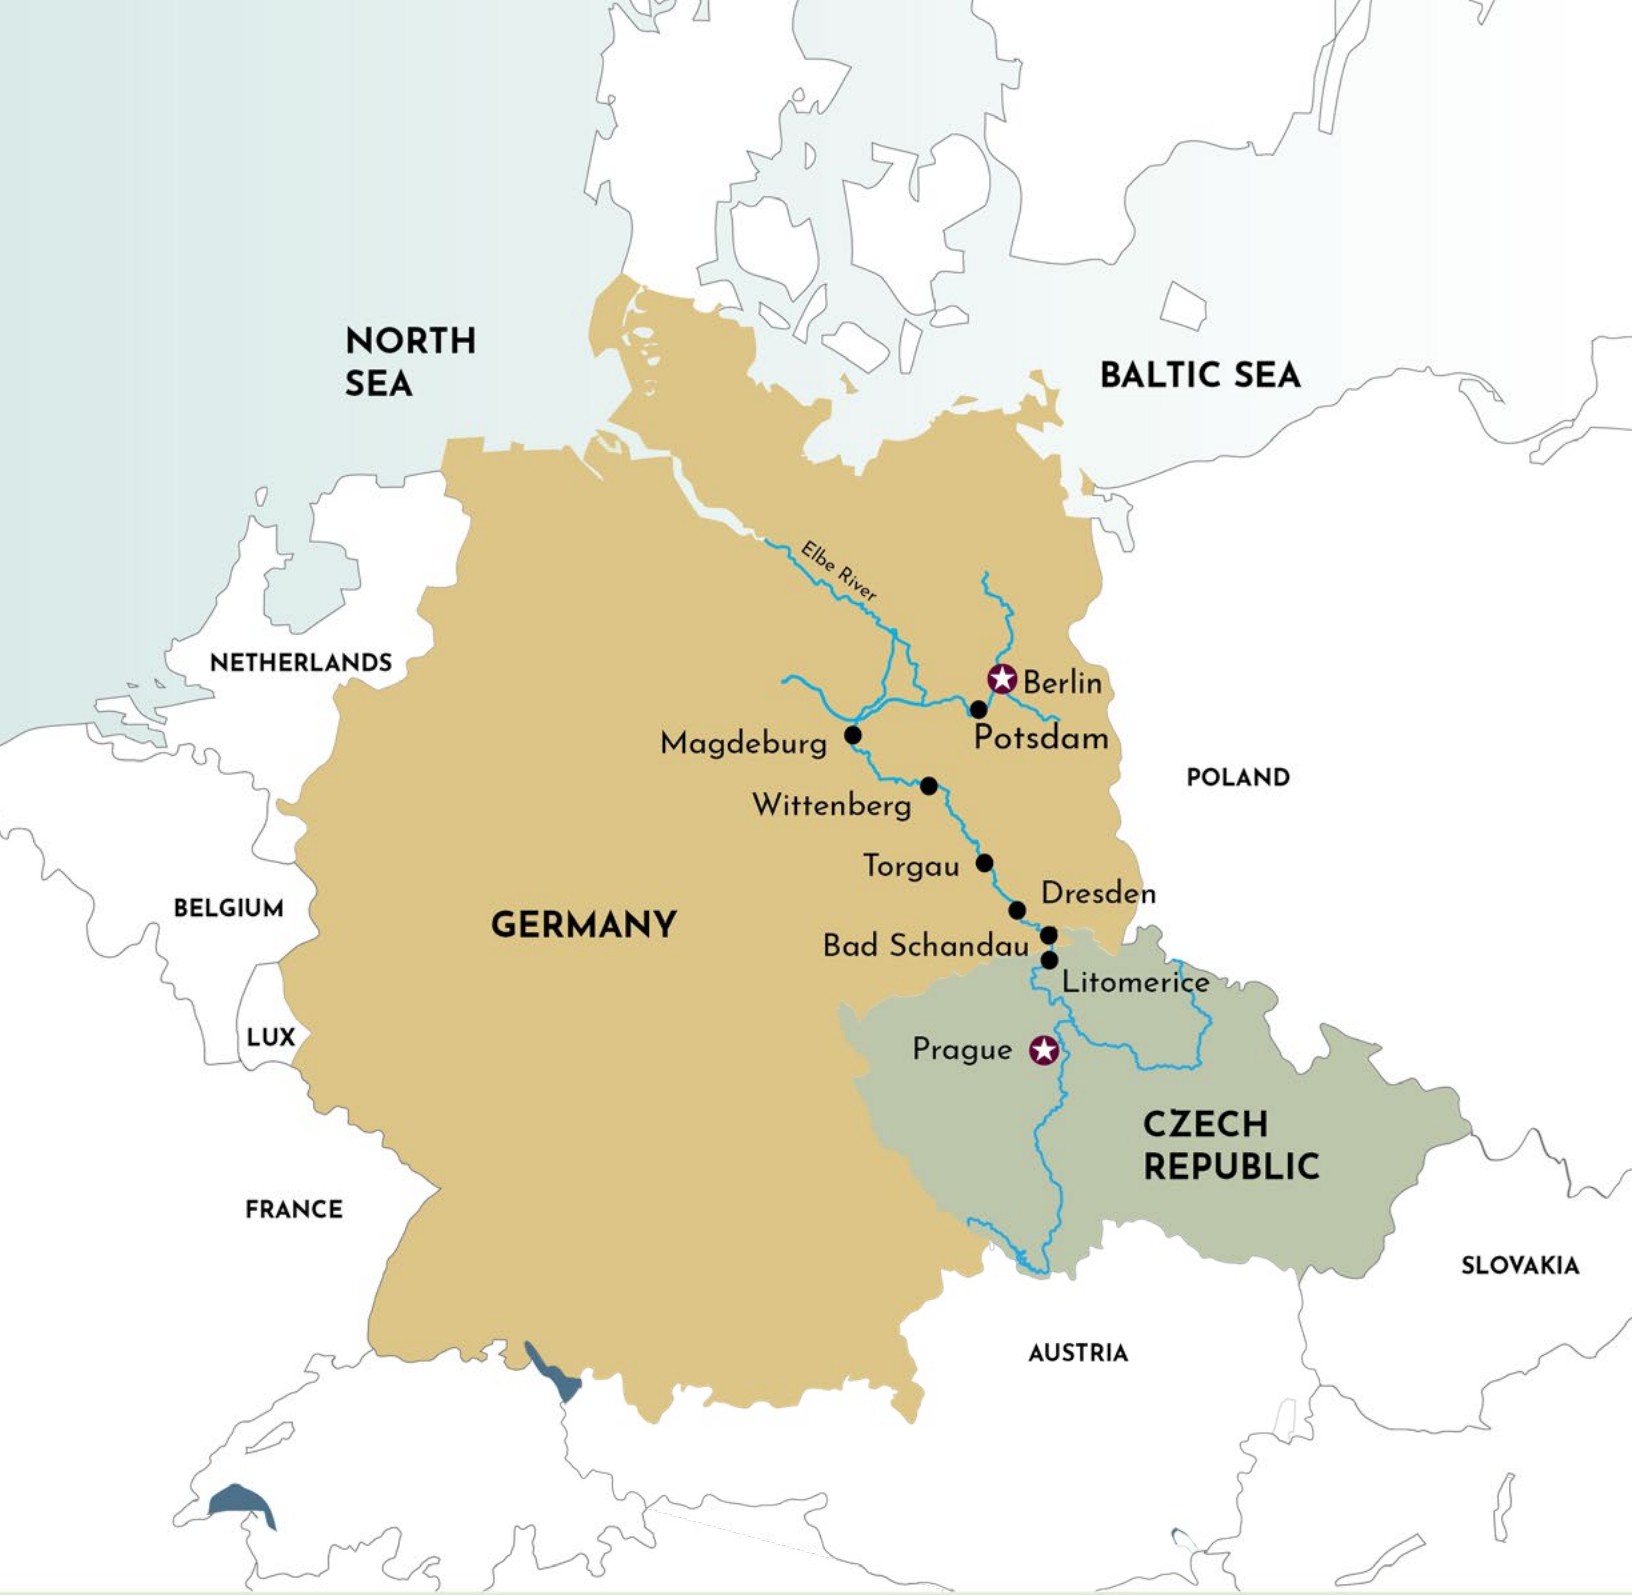 NORTH
SEA
BALTIC SEA
Elbe River
NETHERLANDS
Berlin
Potsdam
Magdeburg
POLAND
Wittenberg
Torgau
Dresden
BELGIUM
GERMANY
Bad Schandau
Litomerice
LUX
Prague
CZECH
REPUBLIC
FRANCE
SLOVAKIA
AUSTRIA